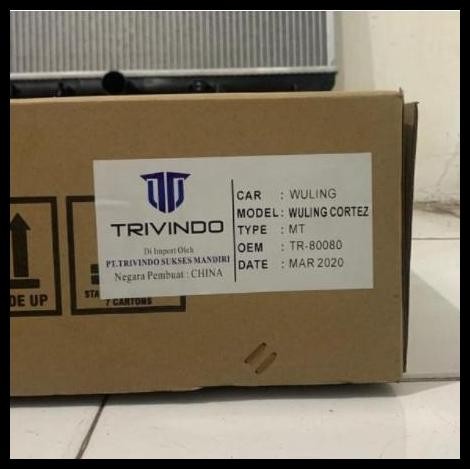 TRIVINDO
Di Import Oleh
PT.TRIVINDO SUKSES MANDIRI
Negara Pembuat : CHINA
CAR : WULING
MODEL : WULING CORTEZ
TYPE : MT
OEM : TR-80080
DATE : MAR 2020
DE UP
7 CARTONS